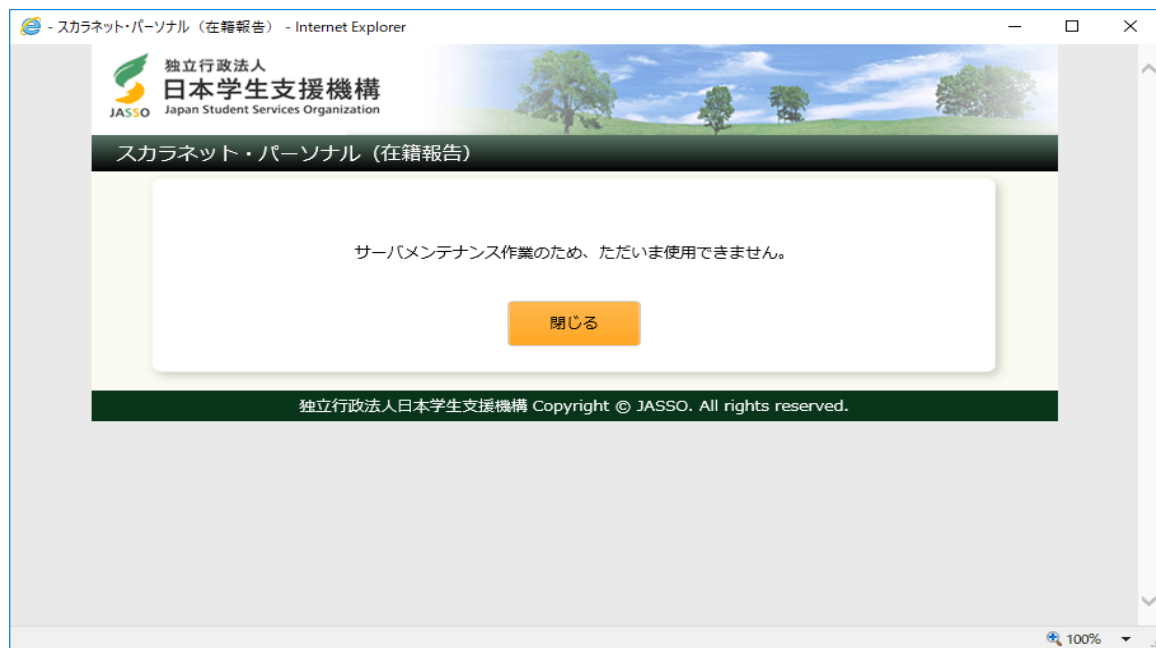 - スカラネット・パーソナル（在籍報告） - Internet Explorer
独立行政法人
日本学生支援機構
JASSO Japan Student Services Organization
スカラネット・パーソナル（在籍報告）
サーバメンテナンス作業のため、ただいま使用できません。
閉じる
独立行政法人日本学生支援機構 Copyright © JASSO. All rights reserved.
100%